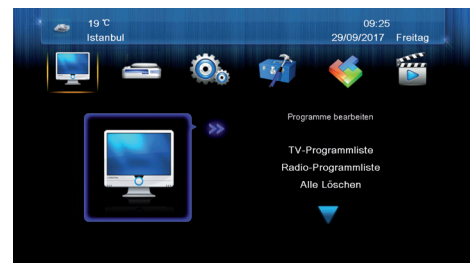 19 °C
09:25
Istanbul
29/09/2017 Freitag
Programme bearbeiten
TV-Programmliste
Radio-Programmliste
Alle Löschen